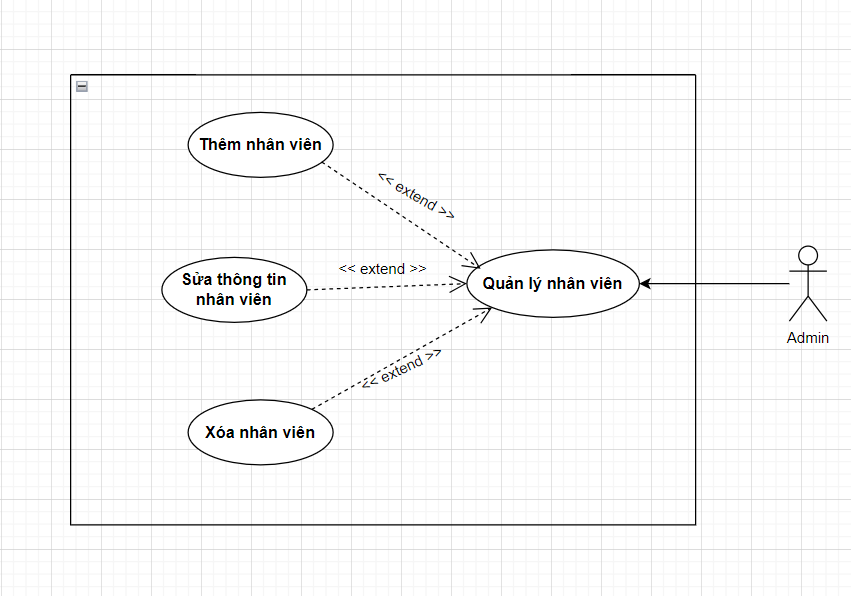 Thêm nhân viên
<< extend >>
Sửa thông tin
nhân viên
<< extend >>
Quản lý nhân viên
Admin
<< extend >>
Xóa nhân viên